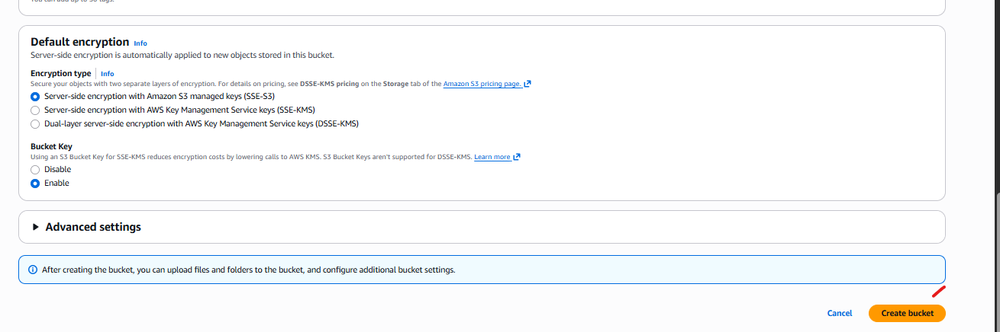 You can add up to 50 tags.
Default encryption Info
Server-side encryption is automatically applied to new objects stored in this bucket.
Encryption type Info
Secure your objects with two separate layers of encryption. For details on pricing, see DSSE-KMS pricing on the Storage tab of the Amazon S3 pricing page.
Server-side encryption with Amazon S3 managed keys (SSE-S3)
Server-side encryption with AWS Key Management Service keys (SSE-KMS)
Dual-layer server-side encryption with AWS Key Management Service keys (DSSE-KMS)
Bucket Key
Using an S3 Bucket Key for SSE-KMS reduces encryption costs by lowering calls to AWS KMS. S3 Bucket Keys aren't supported for DSSE-KMS. Learn more
Disable
Enable
Advanced settings
After creating the bucket, you can upload files and folders to the bucket, and configure additional bucket settings.
Cancel Create bucket